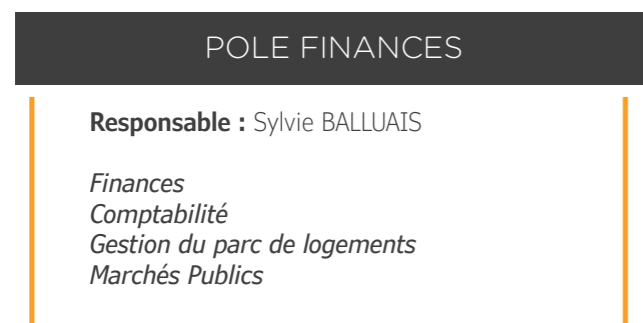 POLE FINANCES
Responsable : Sylvie BALLUAIS
Finances
Comptabilité
Gestion du parc de logements
Marchés Publics